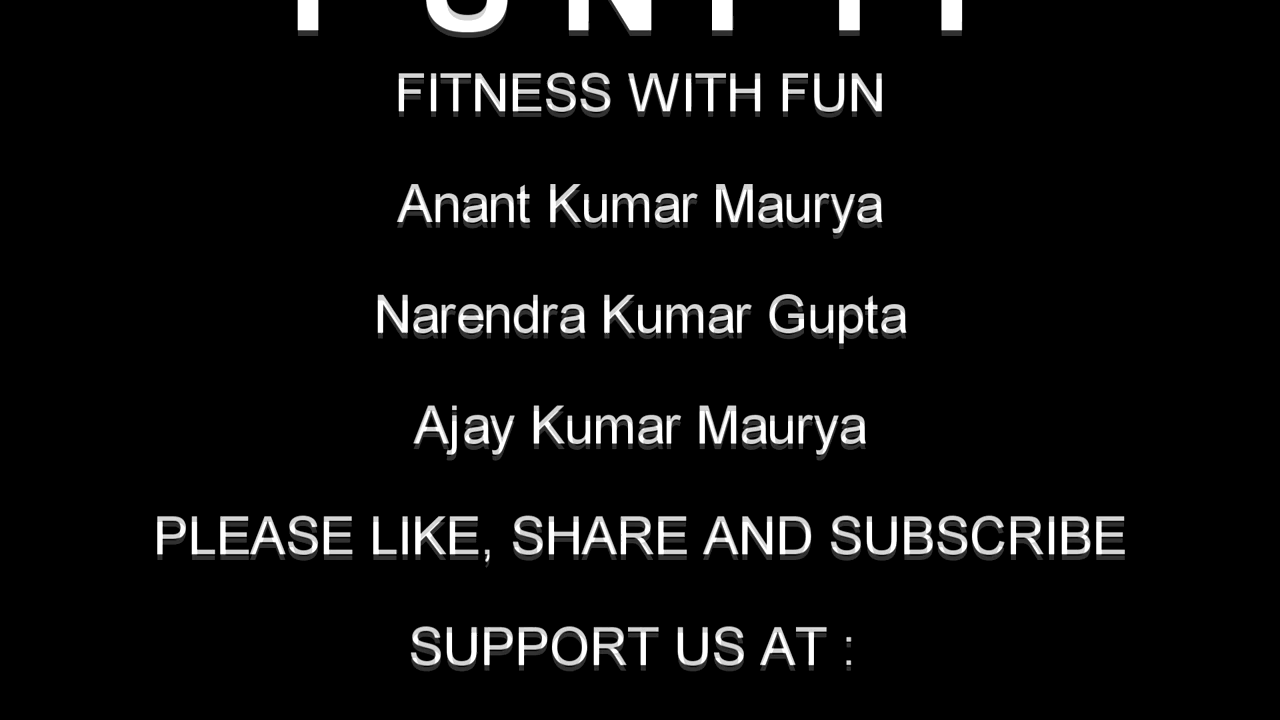 FITNESS WITH FUN
Anant Kumar Maurya
Narendra Kumar Gupta
Ajay Kumar Maurya
PLEASE LIKE, SHARE AND SUBSCRIBE
SUPPORT US AT :